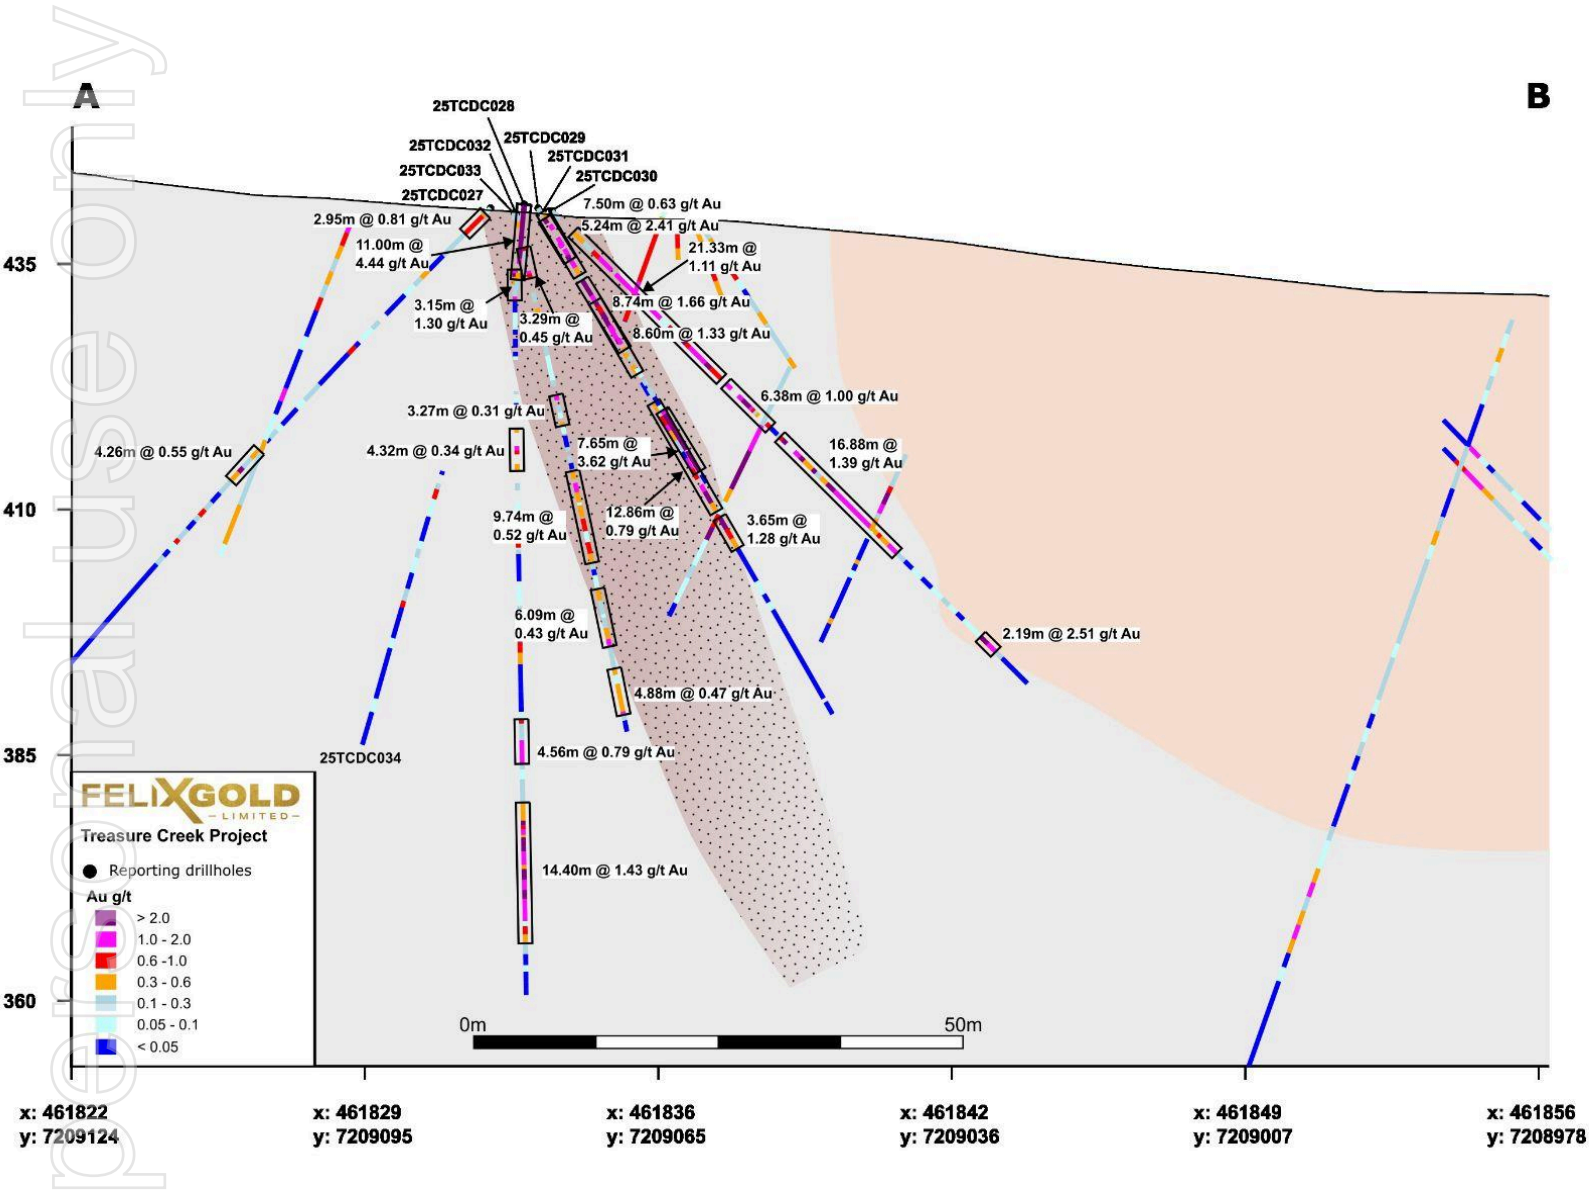 personal use only
A
B
25TCDC028
25TCDC029
25TCDC032
25TCDC031
25TCDC033
25TCDC030
25TCDC027
7.50m @ 0.63 g/t Au
2.95m @ 0.81 g/t Au
5.24m @ 2.41 g/t Au
11.00m @
4.44 g/t Au
21.33m @
1.11 g/t Au
435
3.15m @
1.30 g/t Au
3.29m @
0.45 g/t Au
8.74m @ 1.66 g/t Au
8.60m @ 1.33 g/t Au
6.38m @ 1.00 g/t Au
3.27m @ 0.31 g/t Au
4.26m @ 0.55 g/t Au
4.32m @ 0.34 g/t Au
7.65m @
3.62 g/t Au
16.88m @
1.39 g/t Au
410
9.74m @
0.52 g/t Au
12.86m @
0.79 g/t Au
3.65m @
1.28 g/t Au
6.09m @
0.43 g/t Au
2.19m @ 2.51 g/t Au
4.88m @ 0.47 g/t Au
385
25TCDC034
4.56m @ 0.79 g/t Au
14.40m @ 1.43 g/t Au
FELIXGOLD
LIMITED
Treasure Creek Project
Reporting drillholes
Au g/t
> 2.0
1.0 - 2.0
0.6 -1.0
0.3 - 0.6
0.1 - 0.3
0.05 - 0.1
< 0.05
360
0m
50m
x: 461822
y: 7209124
x: 461829
y: 7209095
x: 461836
y: 7209065
x: 461842
y: 7209036
x: 461849
y: 7209007
x: 461856
y: 7208978